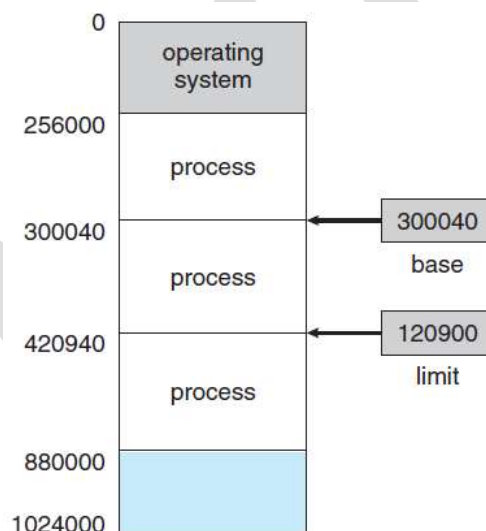 0
operating
system
256000
process
300040
300040
base
process
120900
420940
limit
process
880000
1024000